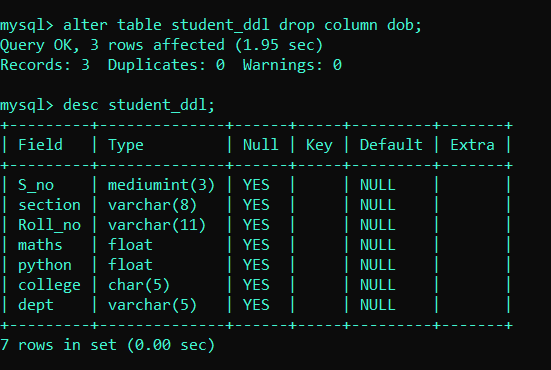 mysql> alter table student_ddl drop column dob;
Query OK, 3 rows affected (1.95 sec)
Records: 3  Duplicates: 0  Warnings: 0

mysql> desc student_ddl;
+---------+--------------+------+-----+---------+-------+
| Field   | Type         | Null | Key | Default | Extra |
+---------+--------------+------+-----+---------+-------+
| S_no    | mediumint(3) | YES  |     | NULL    |       |
| section | varchar(8)   | YES  |     | NULL    |       |
| Roll_no | varchar(11)  | YES  |     | NULL    |       |
| maths   | float        | YES  |     | NULL    |       |
| python  | float        | YES  |     | NULL    |       |
| college | char(5)      | YES  |     | NULL    |       |
| dept    | varchar(5)   | YES  |     | NULL    |       |
+---------+--------------+------+-----+---------+-------+
7 rows in set (0.00 sec)